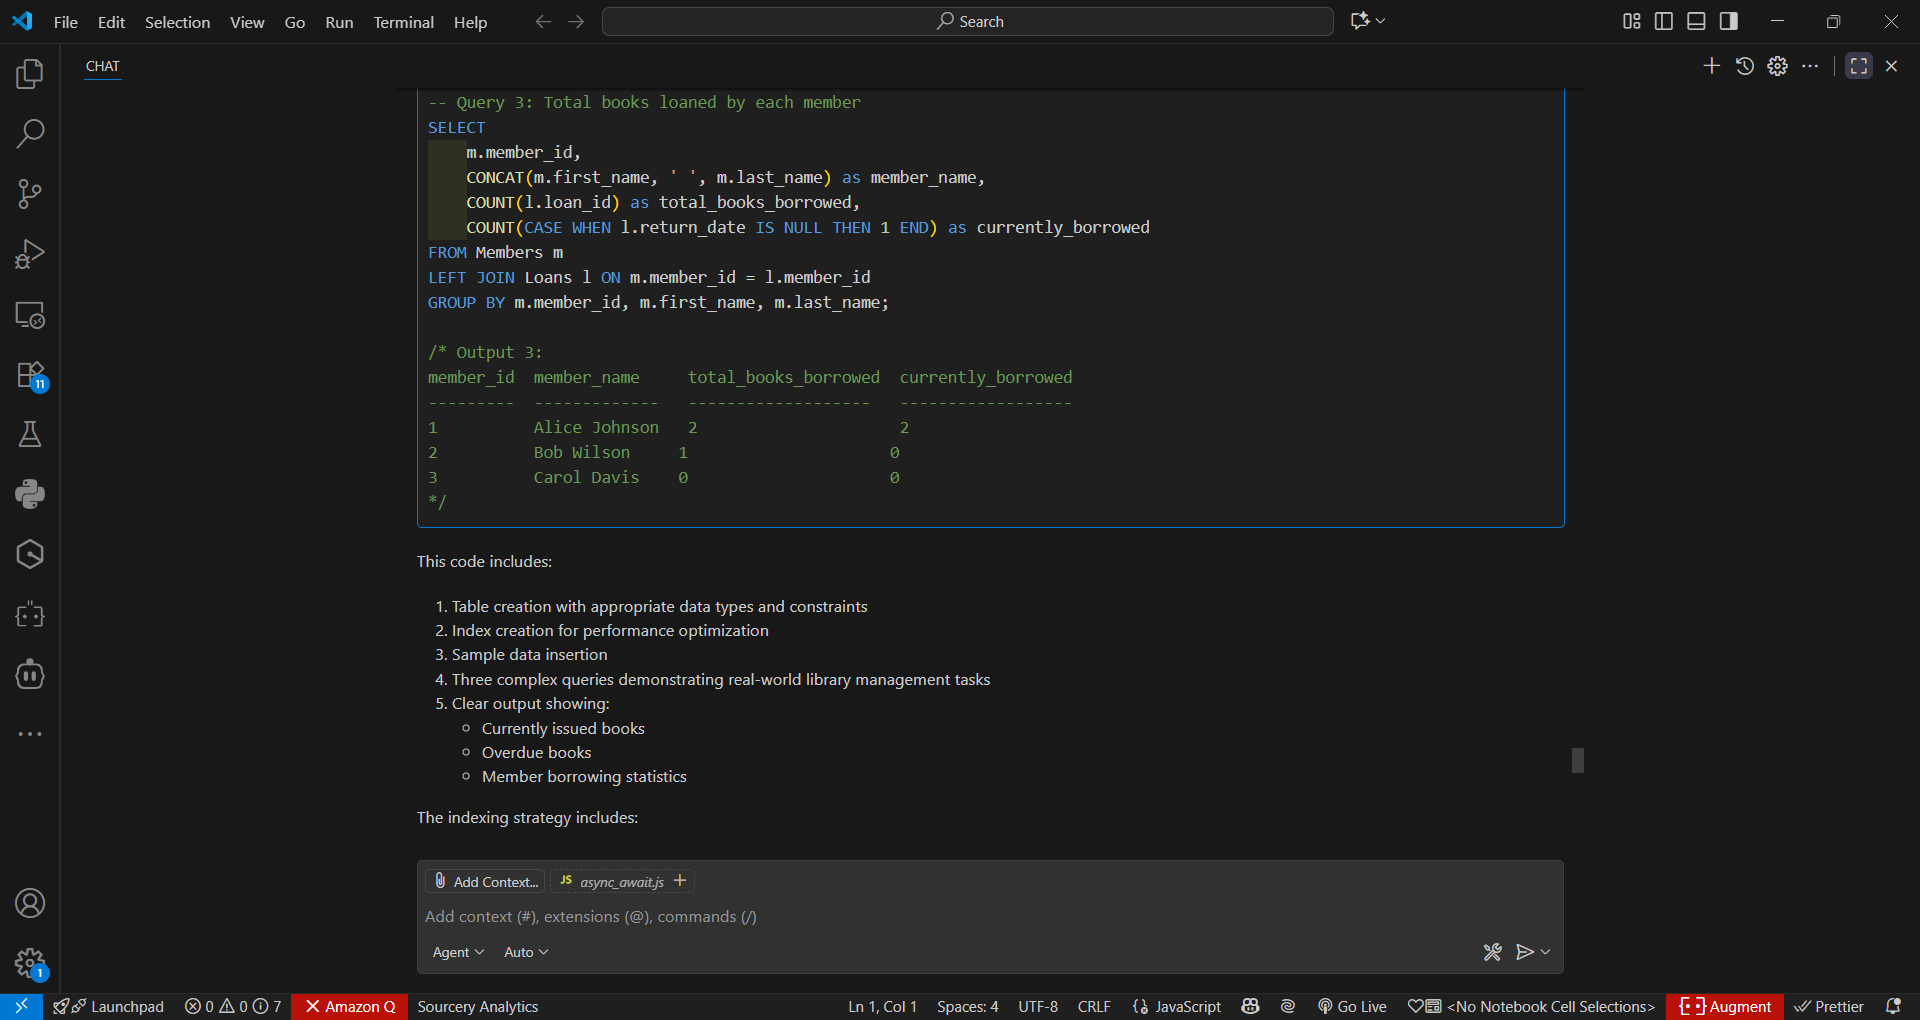 File Edit Selection View Go Run Terminal Help
Search
CHAT
-- Query 3: Total books loaned by each member
SELECT
m.member_id,
CONCAT(m.first_name, ' ', m.last_name) as member_name,
COUNT(l.loan_id) as total_books_borrowed,
COUNT(CASE WHEN l.return_date IS NULL THEN 1 END) as currently_borrowed
FROM Members m
LEFT JOIN Loans l ON m.member_id = l.member_id
GROUP BY m.member_id, m.first_name, m.last_name;
/* Output 3:
member_id member_name total_books_borrowed currently_borrowed
--------- ------------- ------------------- ------------------
1 Alice Johnson 2 2
2 Bob Wilson 1 0
3 Carol Davis 0 0
*/
11
This code includes:
1. Table creation with appropriate data types and constraints
2. Index creation for performance optimization
3. Sample data insertion
4. Three complex queries demonstrating real-world library management tasks
5. Clear output showing:
Currently issued books
Overdue books
Member borrowing statistics
The indexing strategy includes:
Add Context... JS async_await.js +
Add context (#), extensions (@), commands (/)
Agent Auto
1
Launchpad 0 0 7 Amazon Q Sourcery Analytics Ln 1, Col 1 Spaces: 4 UTF-8 CRLF JavaScript Go Live <No Notebook Cell Selections> Augment Prettier